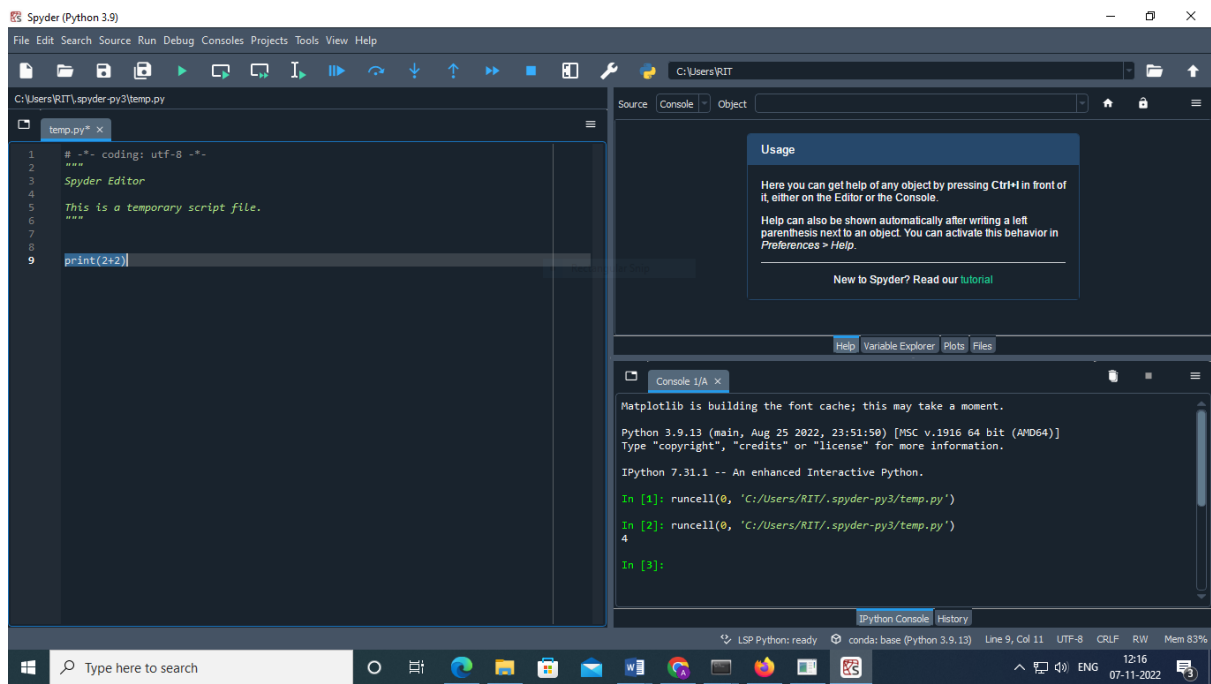 Spyder (Python 3.9)
File Edit Search Source Run Debug Consoles Projects Tools View Help
C:\Users\RIT
C:\Users\RIT\.spyder-py3\temp.py
temp.py* ×
1 # -*- coding: utf-8 -*-
2 """
3 Spyder Editor
4
5 This is a temporary script file.
6 """
7
8
9 print(2+2)
Source Console Object
Usage
Here you can get help of any object by pressing Ctrl+I in front of
it, either on the Editor or the Console.
Help can also be shown automatically after writing a left
parenthesis next to an object. You can activate this behavior in
Preferences > Help.
New to Spyder? Read our tutorial
Help Variable Explorer Plots Files
Console 1/A ×
Matplotlib is building the font cache; this may take a moment.
Python 3.9.13 (main, Aug 25 2022, 23:51:50) [MSC v.1916 64 bit (AMD64)]
Type "copyright", "credits" or "license" for more information.
IPython 7.31.1 -- An enhanced Interactive Python.
In [1]: runcell(0, 'C:/Users/RIT/.spyder-py3/temp.py')
In [2]: runcell(0, 'C:/Users/RIT/.spyder-py3/temp.py')
4
In [3]:
IPython Console History
LSP Python: ready conda: base (Python 3.9.13) Line 9, Col 11 UTF-8 CRLF RW Mem 83%
Type here to search
ENG
12:16
07-11-2022
3